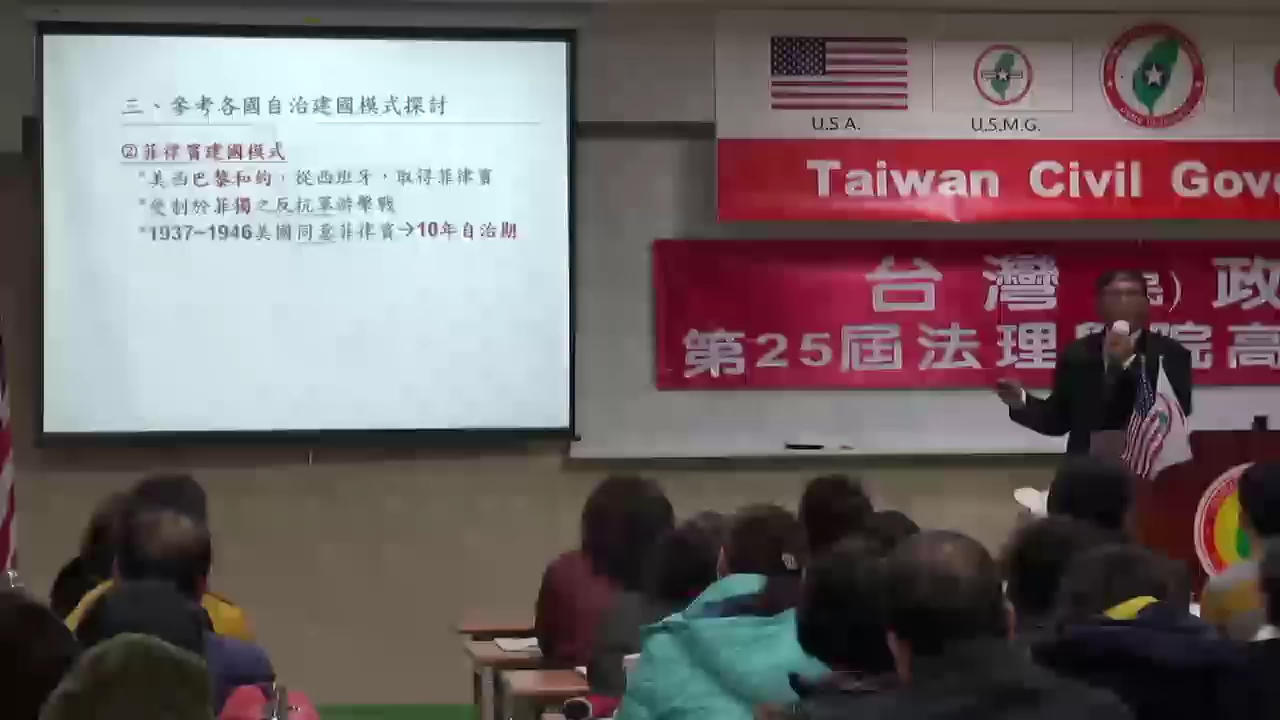 三、參考各國自治建國模式探討
②菲律賓建國模式
*美西巴黎和約，從西班牙，取得菲律賓
*受制於菲獨之反抗軍游擊戰
*1937~1946美國同意菲律賓→10年自治期
U.S.A.
U.S.M.G.
Taiwan Civil Gove
台灣（民）政
第25屆法理學院高